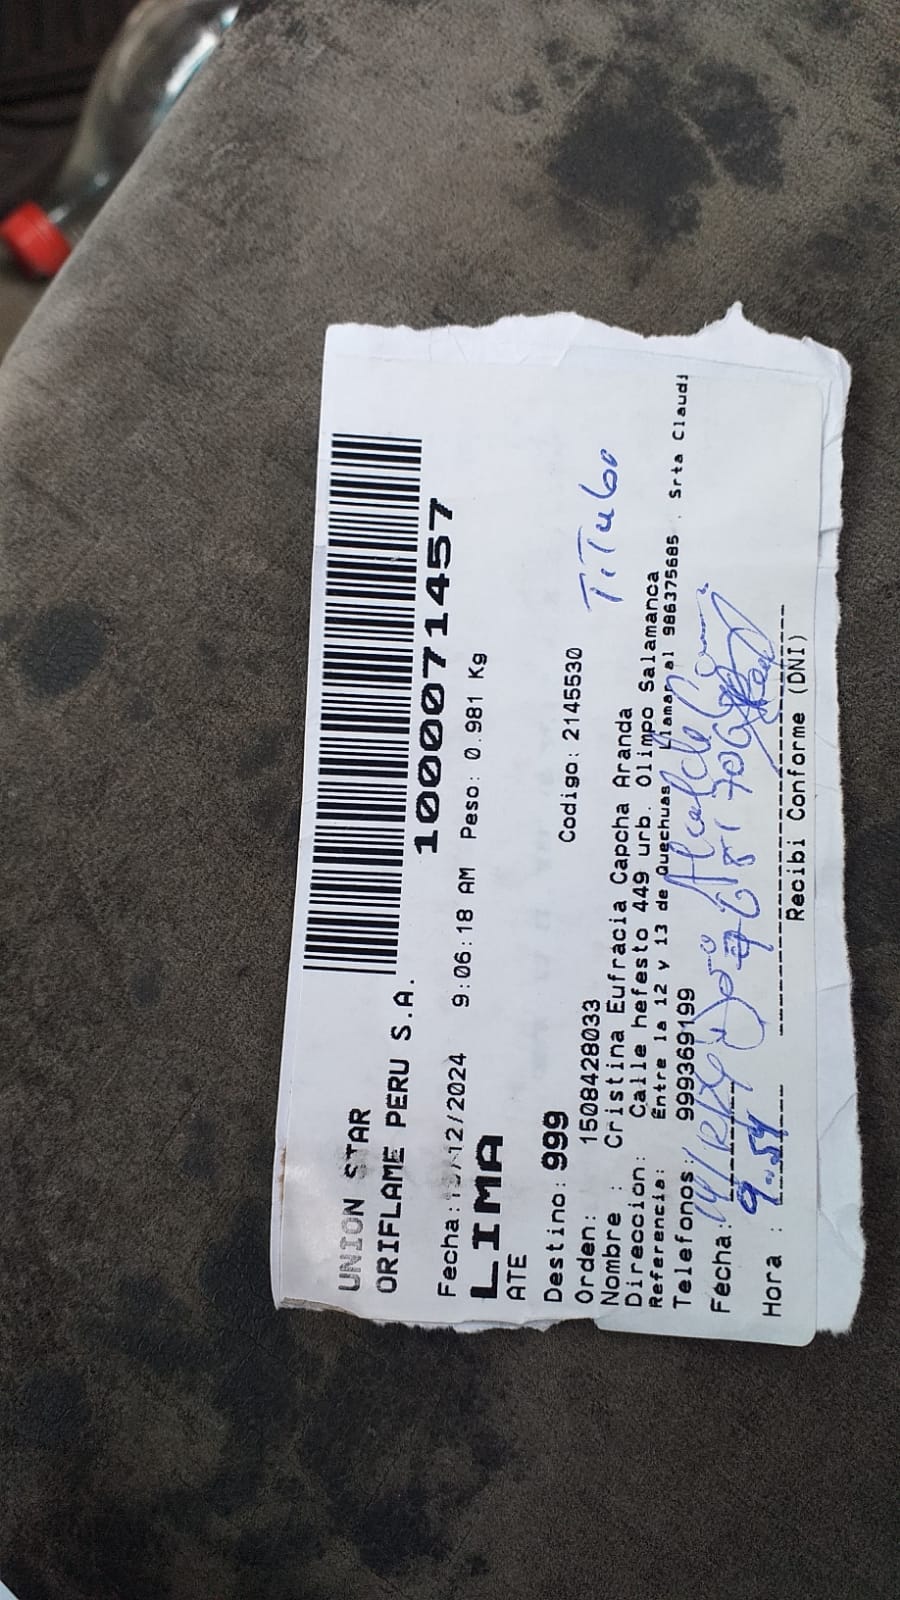 UNION STAR
ORIFLAME PERU S.A.
1000071457
Fecha: 12/2024 9:06:18 AM Peso: 0.981 Kg
LIMA
ATE
Destino: 999 Codigo: 2145530
Orden: 1508428033 TiTular
Nombre : Cristina Eufracia Capcha Aranda
Direccion: Calle hefesto 449 urb. Olimpo Salamanca
Referencia: Entre la 12 y 13 de Quechuas Llamar al 986375685 . Srta Claudi
Telefonos: 999369199
Fecha:
Hora : 9:54
Recibi Conforme (DNI)